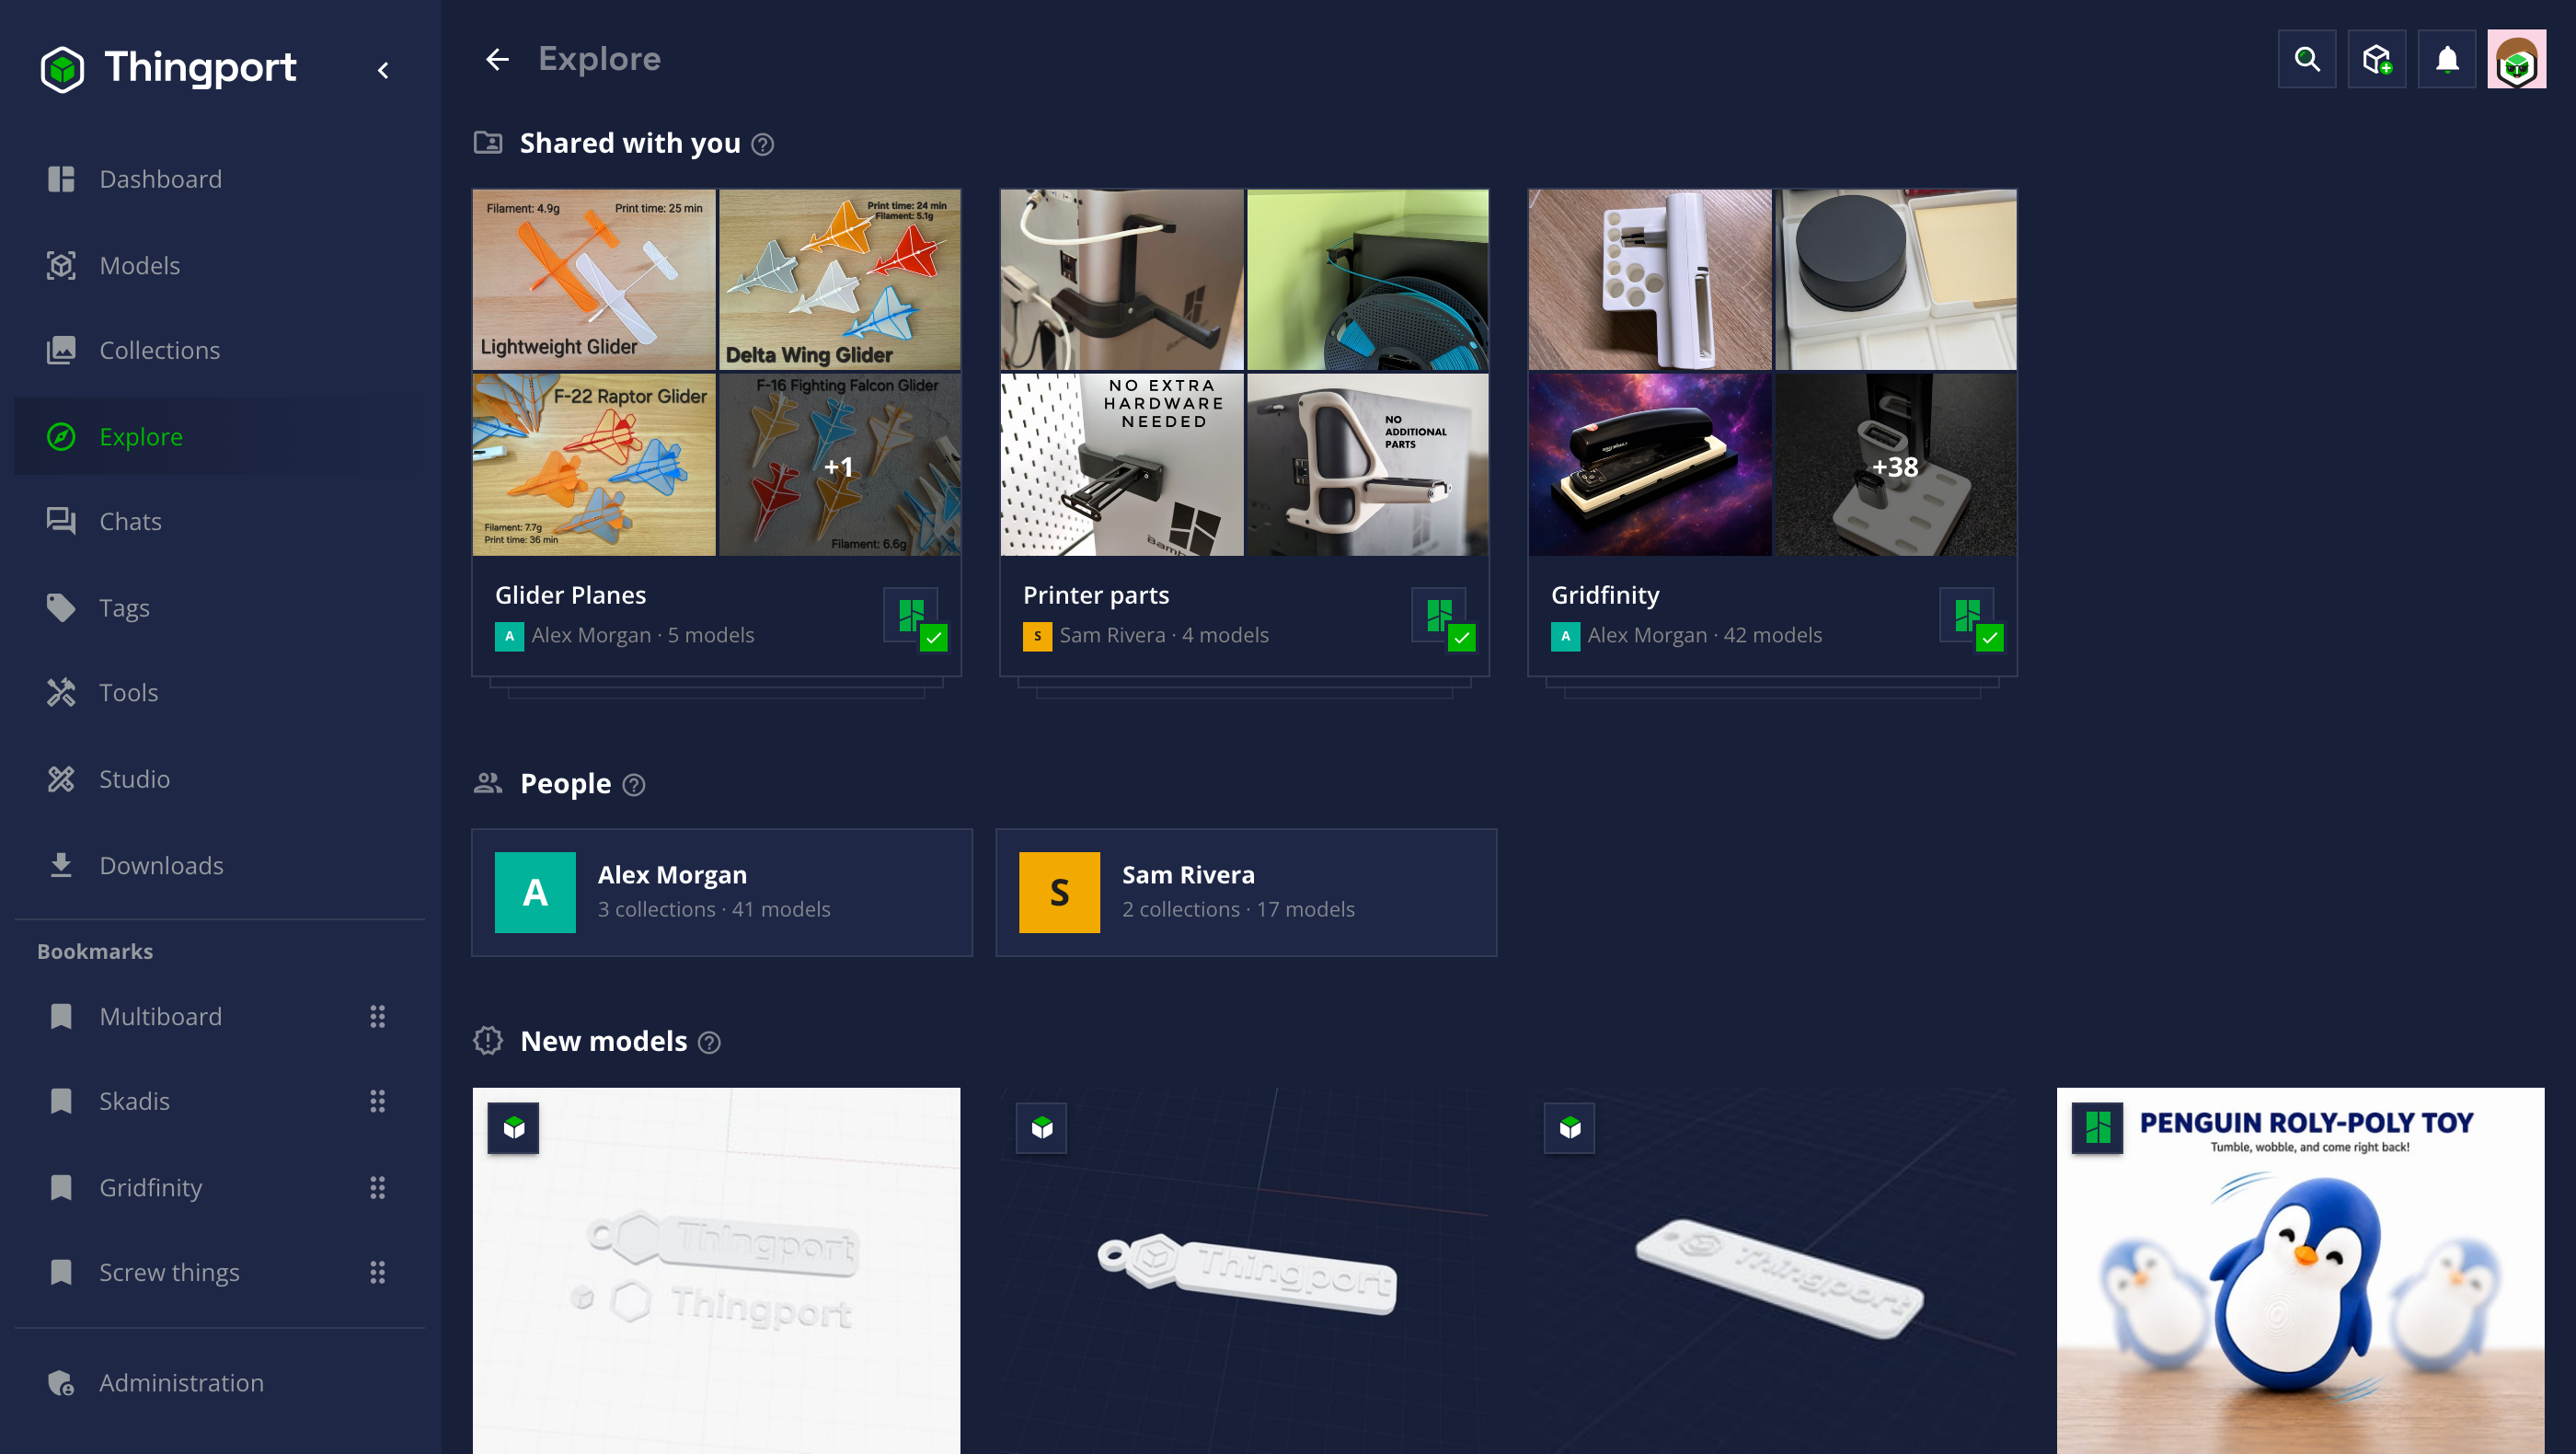 Thingport
Dashboard
Models
Collections
Explore
Chats
Tags
Tools
Studio
Downloads
Bookmarks
Multiboard
Skadis
Gridfinity
Screw things
Administration
Explore
Shared with you
Filament: 4.9g
Print time: 25 min
Lightweight Glider
Print time: 24 min
Filament: 5.1g
Delta Wing Glider
F-22 Raptor Glider
Filament: 7.7g
Print time: 36 min
F-16 Fighting Falcon Glider
+1
Filament: 6.6g
Glider Planes
A
Alex Morgan · 5 models
NO EXTRA
HARDWARE
NEEDED
NO
ADDITIONAL
PARTS
Printer parts
S
Sam Rivera · 4 models
+38
Gridfinity
A
Alex Morgan · 42 models
People
A
Alex Morgan
3 collections · 41 models
S
Sam Rivera
2 collections · 17 models
New models
Thingport
Thingport
Thingport
Thingport
PENGUIN ROLY-POLY TOY
Tumble, wobble, and come right back!